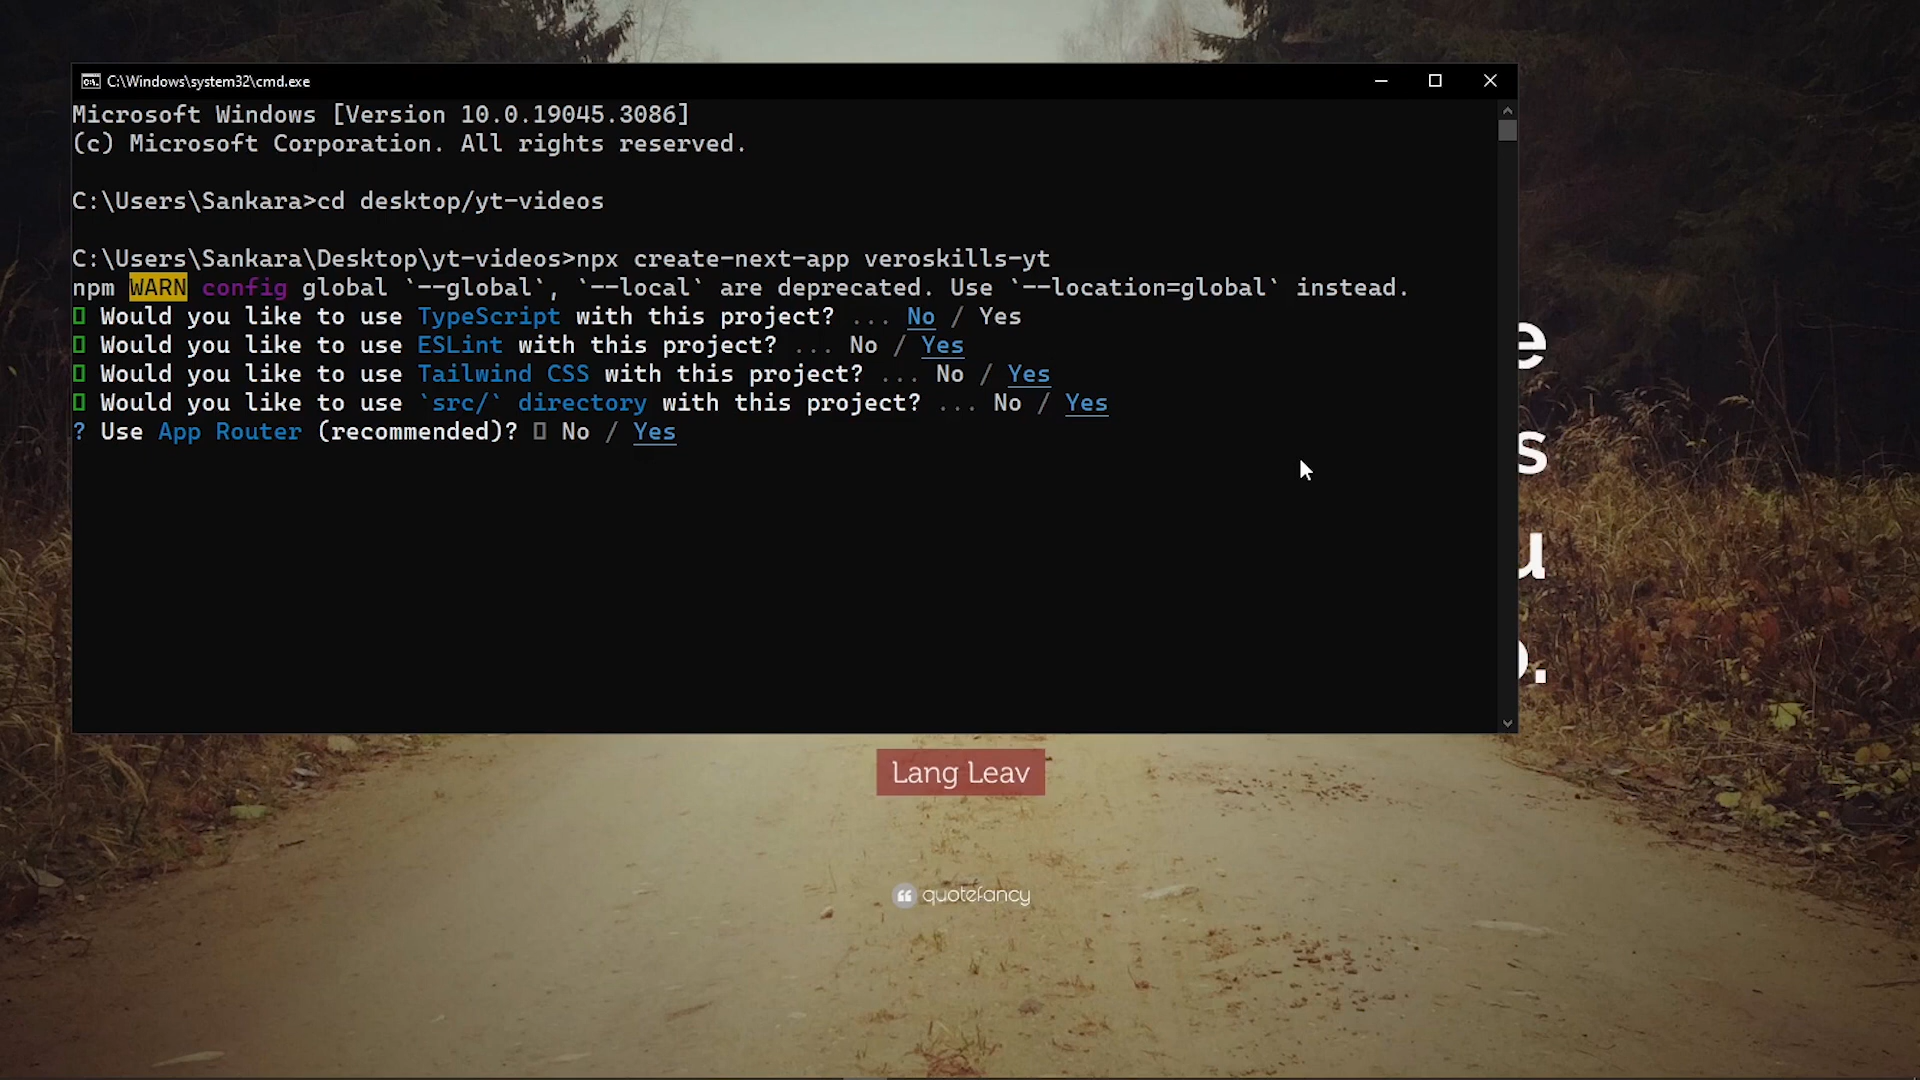 C:\Windows\system32\cmd.exe
Microsoft Windows [Version 10.0.19045.3086]
(c) Microsoft Corporation. All rights reserved.
C:\Users\Sankara>cd desktop/yt-videos
C:\Users\Sankara\Desktop\yt-videos>npx create-next-app veroskills-yt
npm WARN config global `--global`, `--local` are deprecated. Use `--location=global` instead.
Would you like to use TypeScript with this project? ... No / Yes
Would you like to use ESLint with this project? ... No / Yes
Would you like to use Tailwind CSS with this project? ... No / Yes
Would you like to use `src/` directory with this project? ... No / Yes
? Use App Router (recommended)? No / Yes
Lang Leav
quotefancy